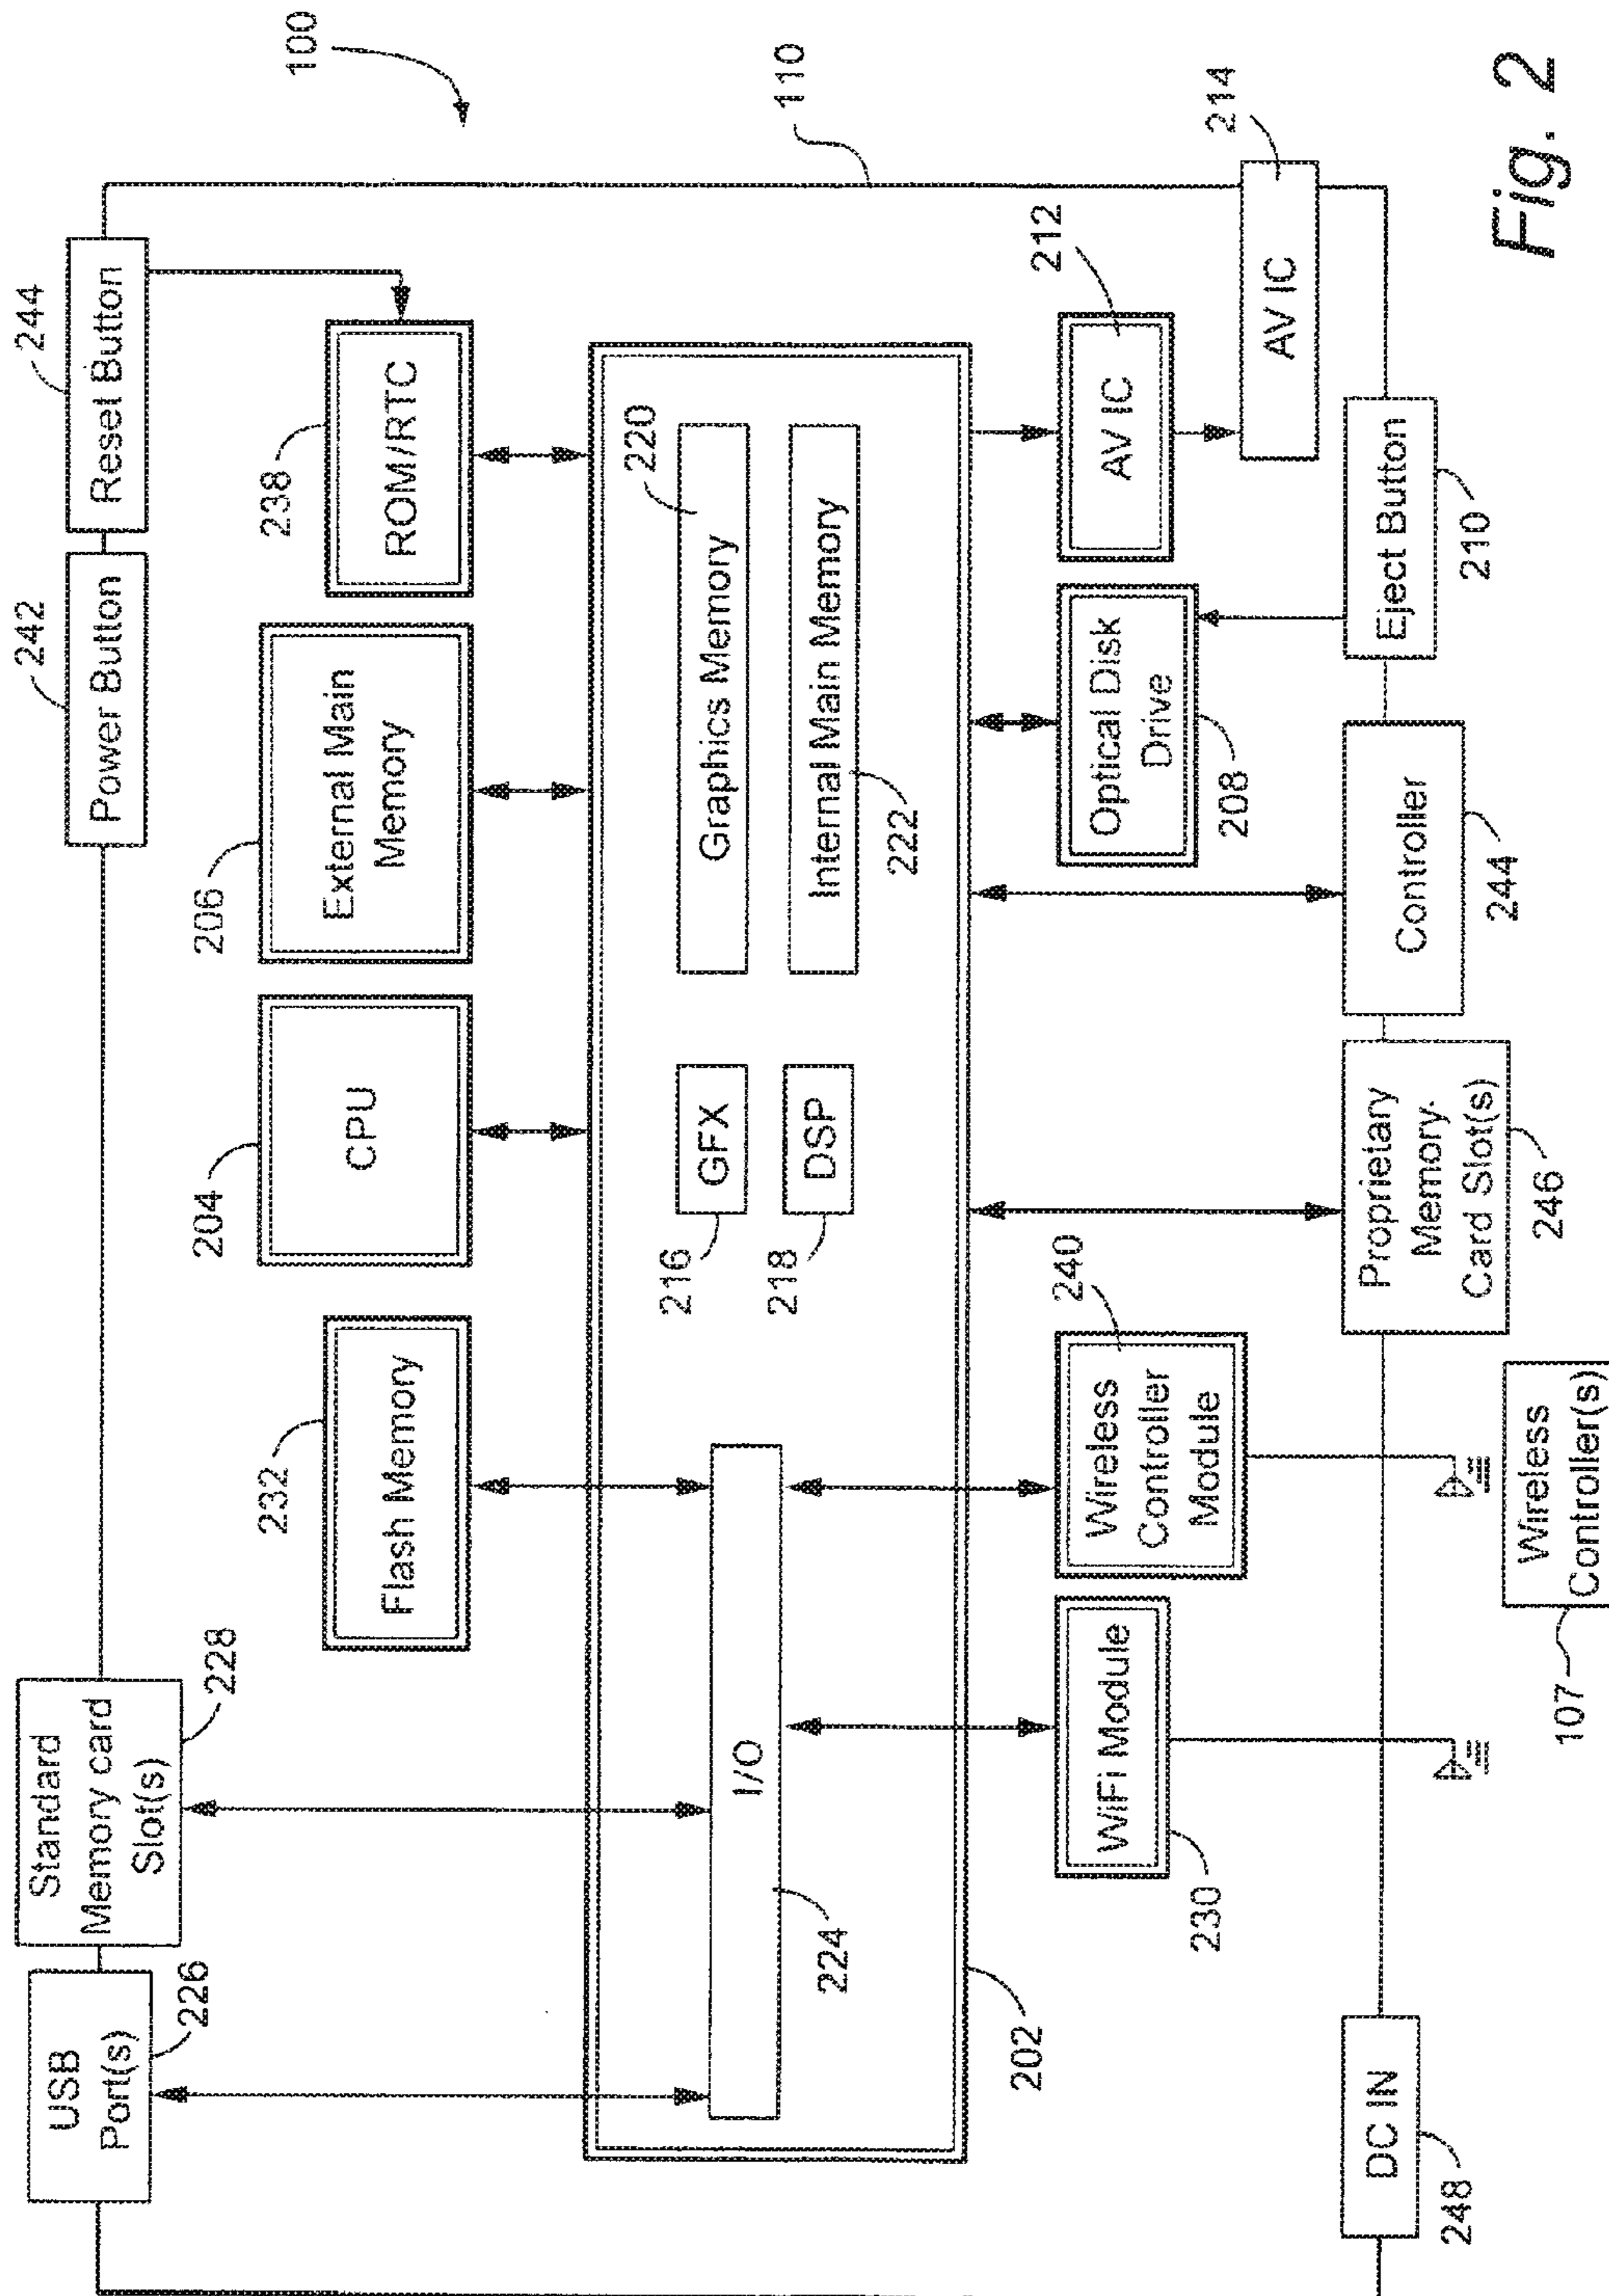 USB
Port(s)
226
Standard
Memory card
Slot(s)
228
242
Power Button
244
Reset Button
100
232
Flash Memory
204
CPU
206
External Main
Memory
238
ROM/RTC
110
I/O
224
216
GFX
218
DSP
220
Graphics Memory
Internal Main Memory
222
202
230
WiFi Module
240
Wireless
Controller
Module
Optical Disk
Drive
208
212
AV IC
214
AV IC
DC IN
248
Proprietary
Memory-
Card Slot(s)
246
Controller
244
Eject Button
210
107
Wireless
Controller(s)
Fig. 2